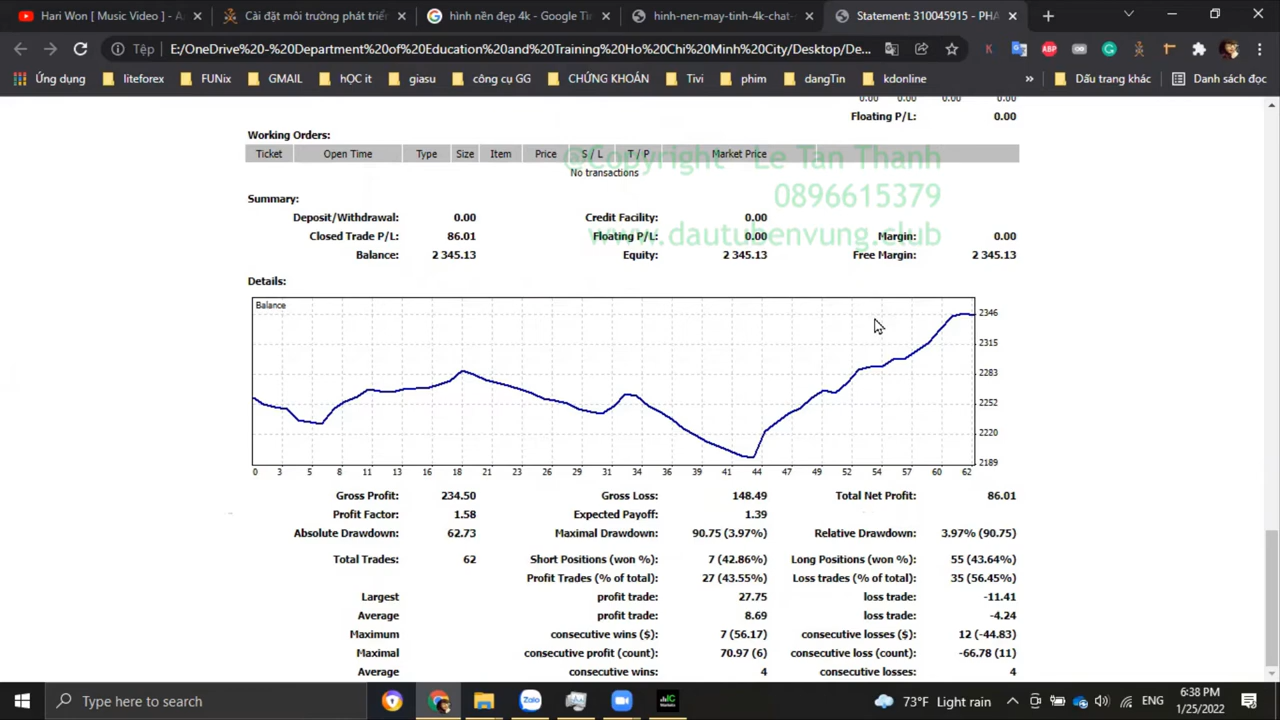 Hari Won [ Music Video ] - A
Cài đặt môi trường phát triển
hình nền đẹp 4k - Google Tì
hinh-nen-may-tinh-4k-chat-
Statement: 310045915 - PHA
Tệp E:/OneDrive%20-%20Department%20of%20Education%20and%20Training%20Ho%20Chi%20Minh%20City/Desktop/De...
Ứng dụng liteforex FUNix GMAIL hOC it giasu công cụ GG CHỨNG KHOÁN Tivi phim dangTin kdonline » Dấu trang khác Danh sách đọc
0.00 0.00 0.00 0.00
Floating P/L: 0.00
Working Orders:
Ticket Open Time Type Size Item Price S / L T / P Market Price
@Copyright - Le Tan Thanh
No transactions
0896615379
Summary:
Deposit/Withdrawal: 0.00 Credit Facility: 0.00
Closed Trade P/L: 86.01 Floating P/L: 0.00 Margin: 0.00
www.dautubenvung.club
Balance: 2 345.13 Equity: 2 345.13 Free Margin: 2 345.13
Details:
Balance
2346
2315
2283
2252
2220
2189
0 3 5 8 11 13 16 18 21 23 26 29 31 34 36 39 41 44 47 49 52 54 57 60 62
Gross Profit: 234.50 Gross Loss: 148.49 Total Net Profit: 86.01
Profit Factor: 1.58 Expected Payoff: 1.39
Absolute Drawdown: 62.73 Maximal Drawdown: 90.75 (3.97%) Relative Drawdown: 3.97% (90.75)
Total Trades: 62 Short Positions (won %): 7 (42.86%) Long Positions (won %): 55 (43.64%)
Profit Trades (% of total): 27 (43.55%) Loss trades (% of total): 35 (56.45%)
Largest profit trade: 27.75 loss trade: -11.41
Average profit trade: 8.69 loss trade: -4.24
Maximum consecutive wins ($): 7 (56.17) consecutive losses ($): 12 (-44.83)
Maximal consecutive profit (count): 70.97 (6) consecutive loss (count): -66.78 (11)
Average consecutive wins: 4 consecutive losses: 4
Type here to search
73°F Light rain
ENG
6:38 PM
1/25/2022